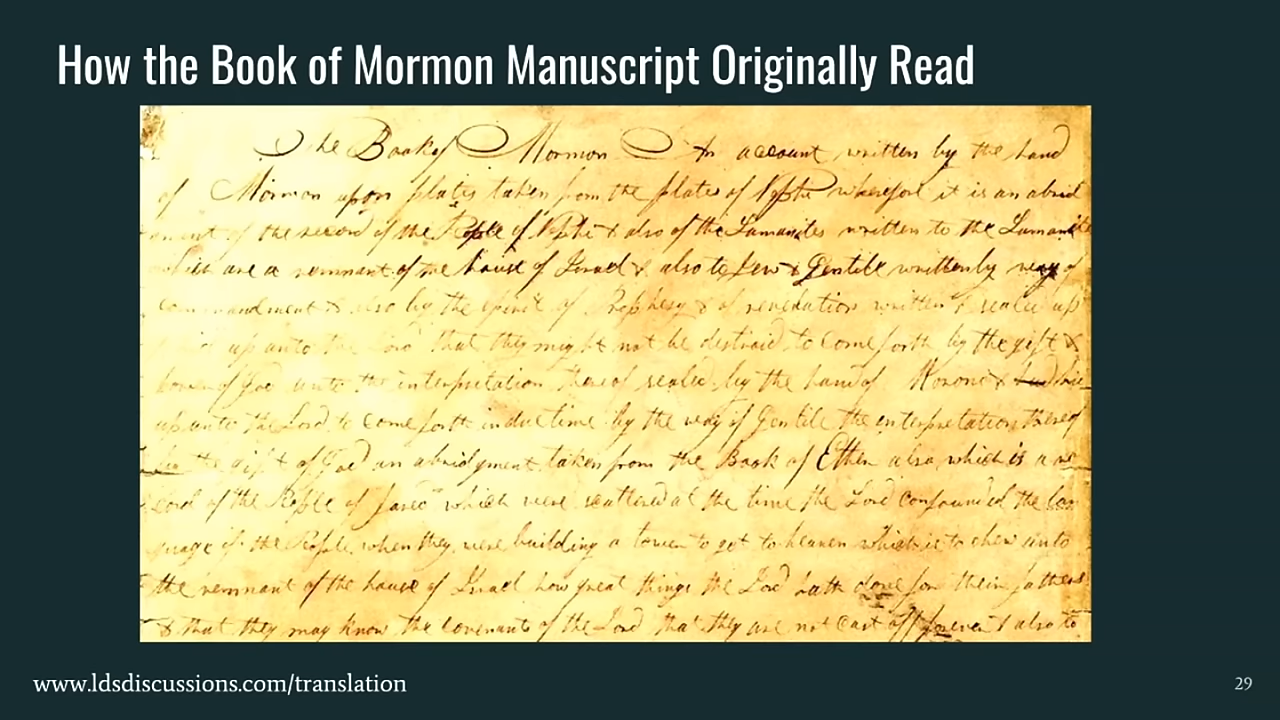 How the Book of Mormon Manuscript Originally Read
The Book of Mormon An account written by the hand
of Mormon upon plates taken from the plates of Nephi wherefore it is an abrid
ment of the record of the People of Nephi & also of the Lamanites written to the Lamanites
which are a remnant of the house of Israel & also to Jew & Gentile written by way of
commandment & also by the spirit of Prophesy & of revelation written & sealed up
up unto the Lord that they might not be distroid to come forth by the gift &
power of God unto the interpretation thereof sealed by the hand of Moroni &
up unto the Lord to come forth in due time by the way of Gentile the interpretation thereof
the gift of God an abridgment taken from the Book of Ether also which is a re
cord of the People of Jared which were scattered at the time the Lord confounded the lan
guage of the People when they were building a tower to get to heaven which is to shew unto
the remnant of the house of Israel how great things the Lord hath done for their fathers
& that they may know the covenants of the Lord that they are not cast off forever & also to
www.ldsdiscussions.com/translation
29